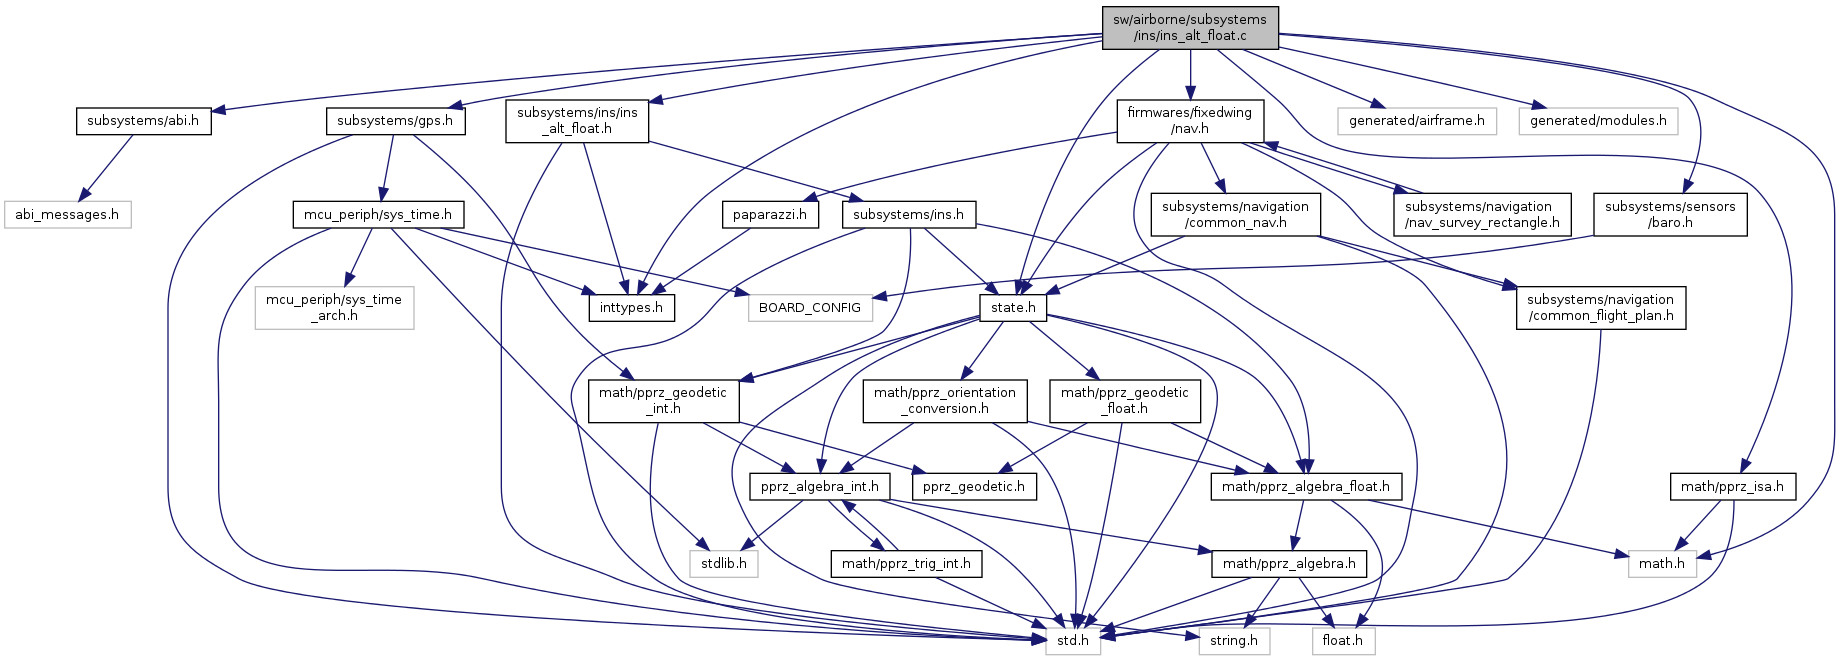 sw/airborne/subsystems
/ins/ins_alt_float.c
subsystems/abi.h
subsystems/gps.h
subsystems/ins/ins
_alt_float.h
firmwares/fixedwing
/nav.h
generated/airframe.h
generated/modules.h
abi_messages.h
mcu_periph/sys_time.h
paparazzi.h
subsystems/ins.h
subsystems/navigation
/common_nav.h
subsystems/navigation
/nav_survey_rectangle.h
subsystems/sensors
/baro.h
mcu_periph/sys_time
_arch.h
inttypes.h
BOARD_CONFIG
state.h
subsystems/navigation
/common_flight_plan.h
math/pprz_geodetic
_int.h
math/pprz_orientation
_conversion.h
math/pprz_geodetic
_float.h
pprz_algebra_int.h
pprz_geodetic.h
math/pprz_algebra_float.h
math/pprz_isa.h
stdlib.h
math/pprz_trig_int.h
math/pprz_algebra.h
math.h
std.h
string.h
float.h